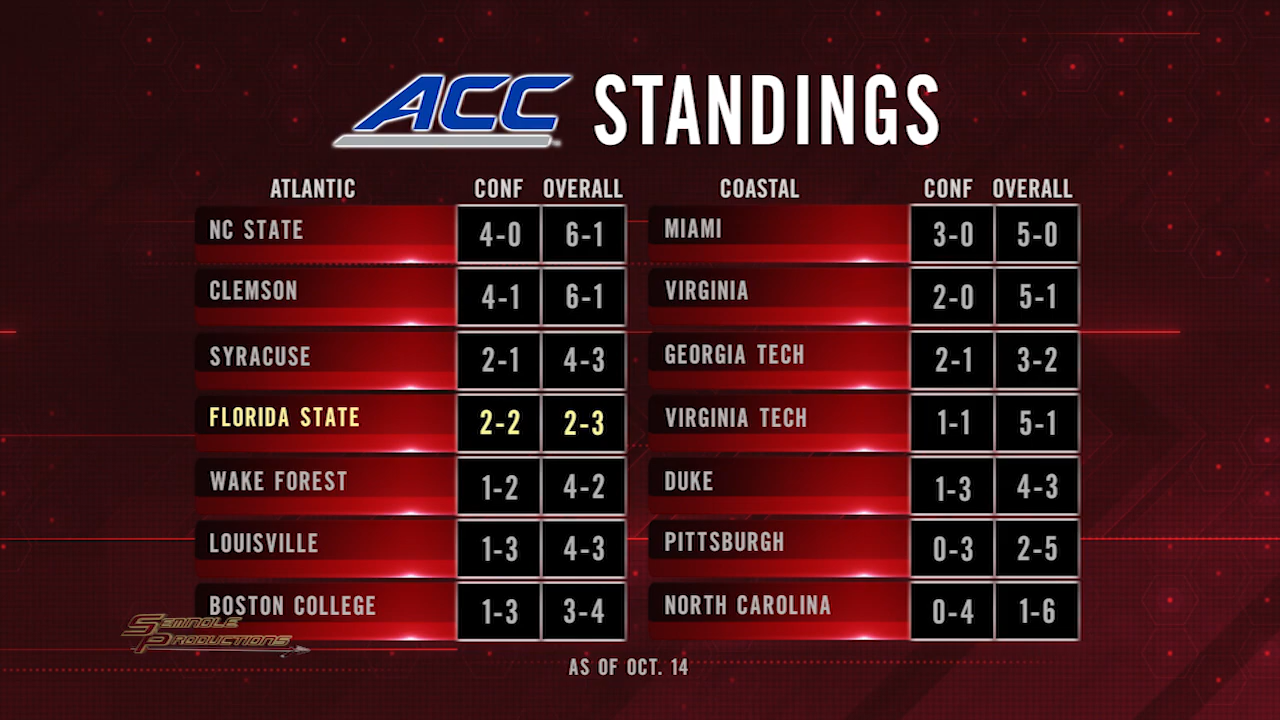 ACC STANDINGS
ATLANTIC CONF OVERALL COASTAL CONF OVERALL
NC STATE 4-0 6-1 MIAMI 3-0 5-0
CLEMSON 4-1 6-1 VIRGINIA 2-0 5-1
SYRACUSE 2-1 4-3 GEORGIA TECH 2-1 3-2
FLORIDA STATE 2-2 2-3 VIRGINIA TECH 1-1 5-1
WAKE FOREST 1-2 4-2 DUKE 1-3 4-3
LOUISVILLE 1-3 4-3 PITTSBURGH 0-3 2-5
BOSTON COLLEGE 1-3 3-4 NORTH CAROLINA 0-4 1-6
SEMINOLE
PRODUCTIONS
AS OF OCT. 14